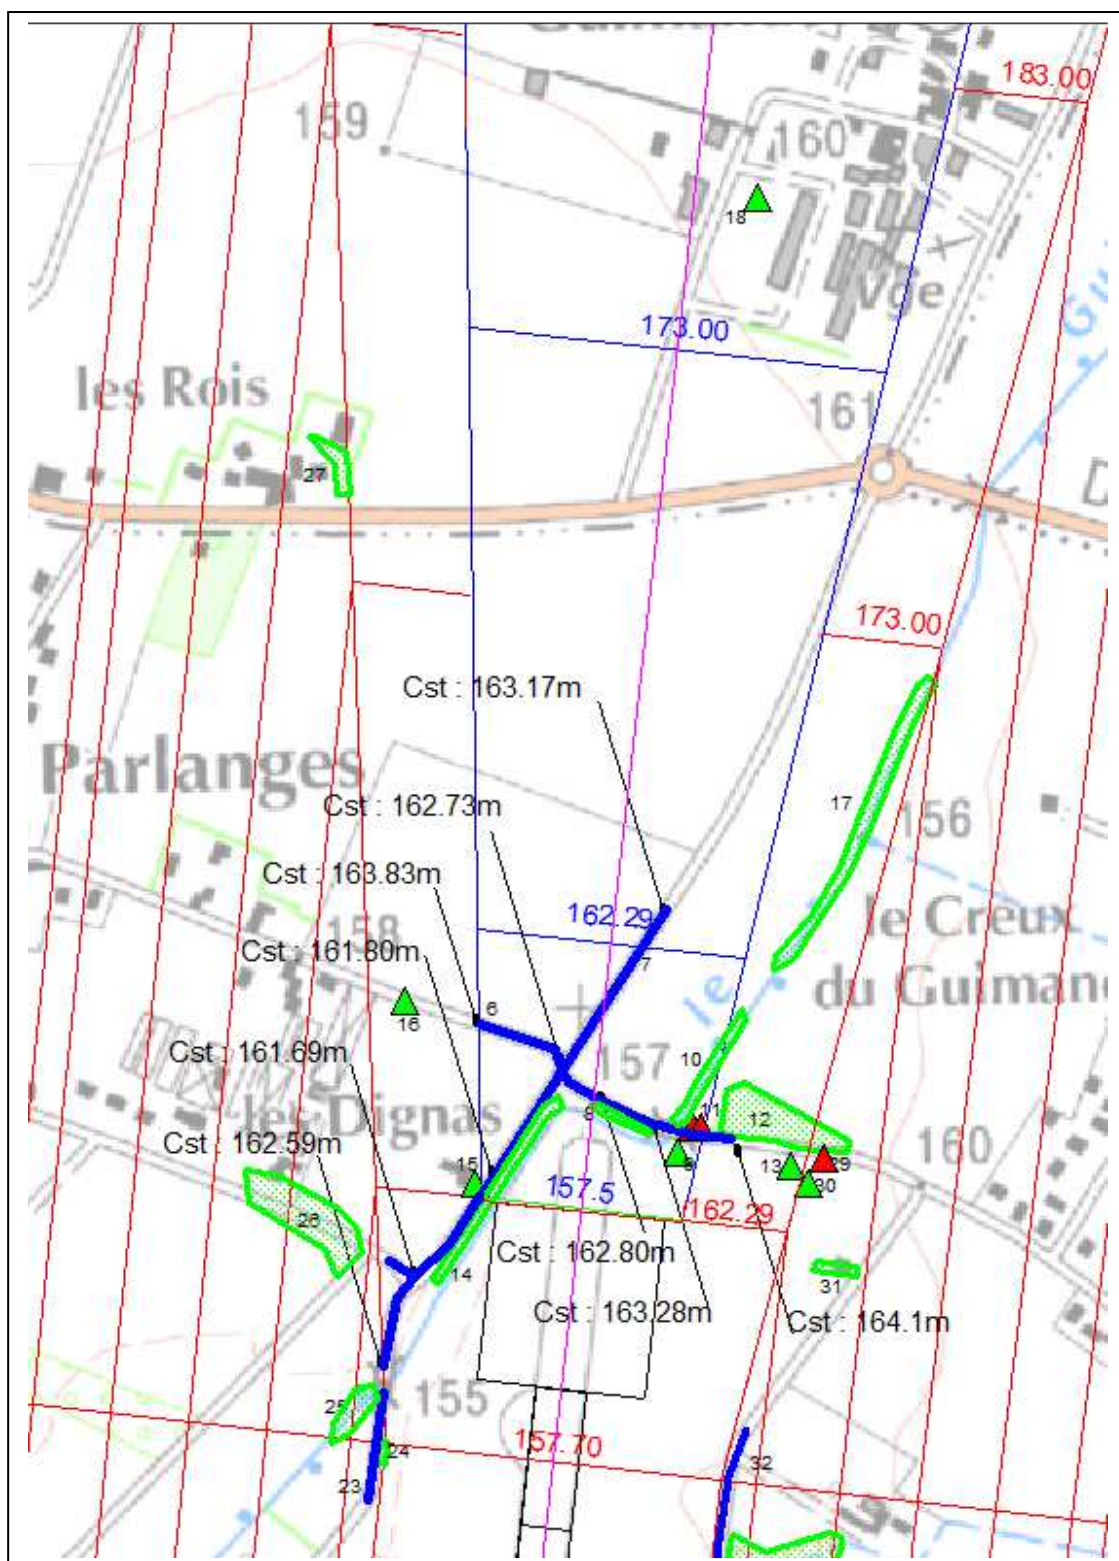 183.00
159
160
18
Vge
173.00
les Rois
161
27
173.00
Cst : 163.17m
Parlanges
Cst : 162.73m
17
156
Cst : 163.83m
162.29
le Creux
158
Cst : 161.80m
7
du Guimand
6
le
16
Cst : 161.69m
157
10
les Dignas
8
11
12
Cst : 162.59m
9
160
15
13
29
157.5
30
162.29
26
Cst : 162.80m
14
31
Cst : 163.28m
Cst : 164.1m
155
25
157.70
24
32
23